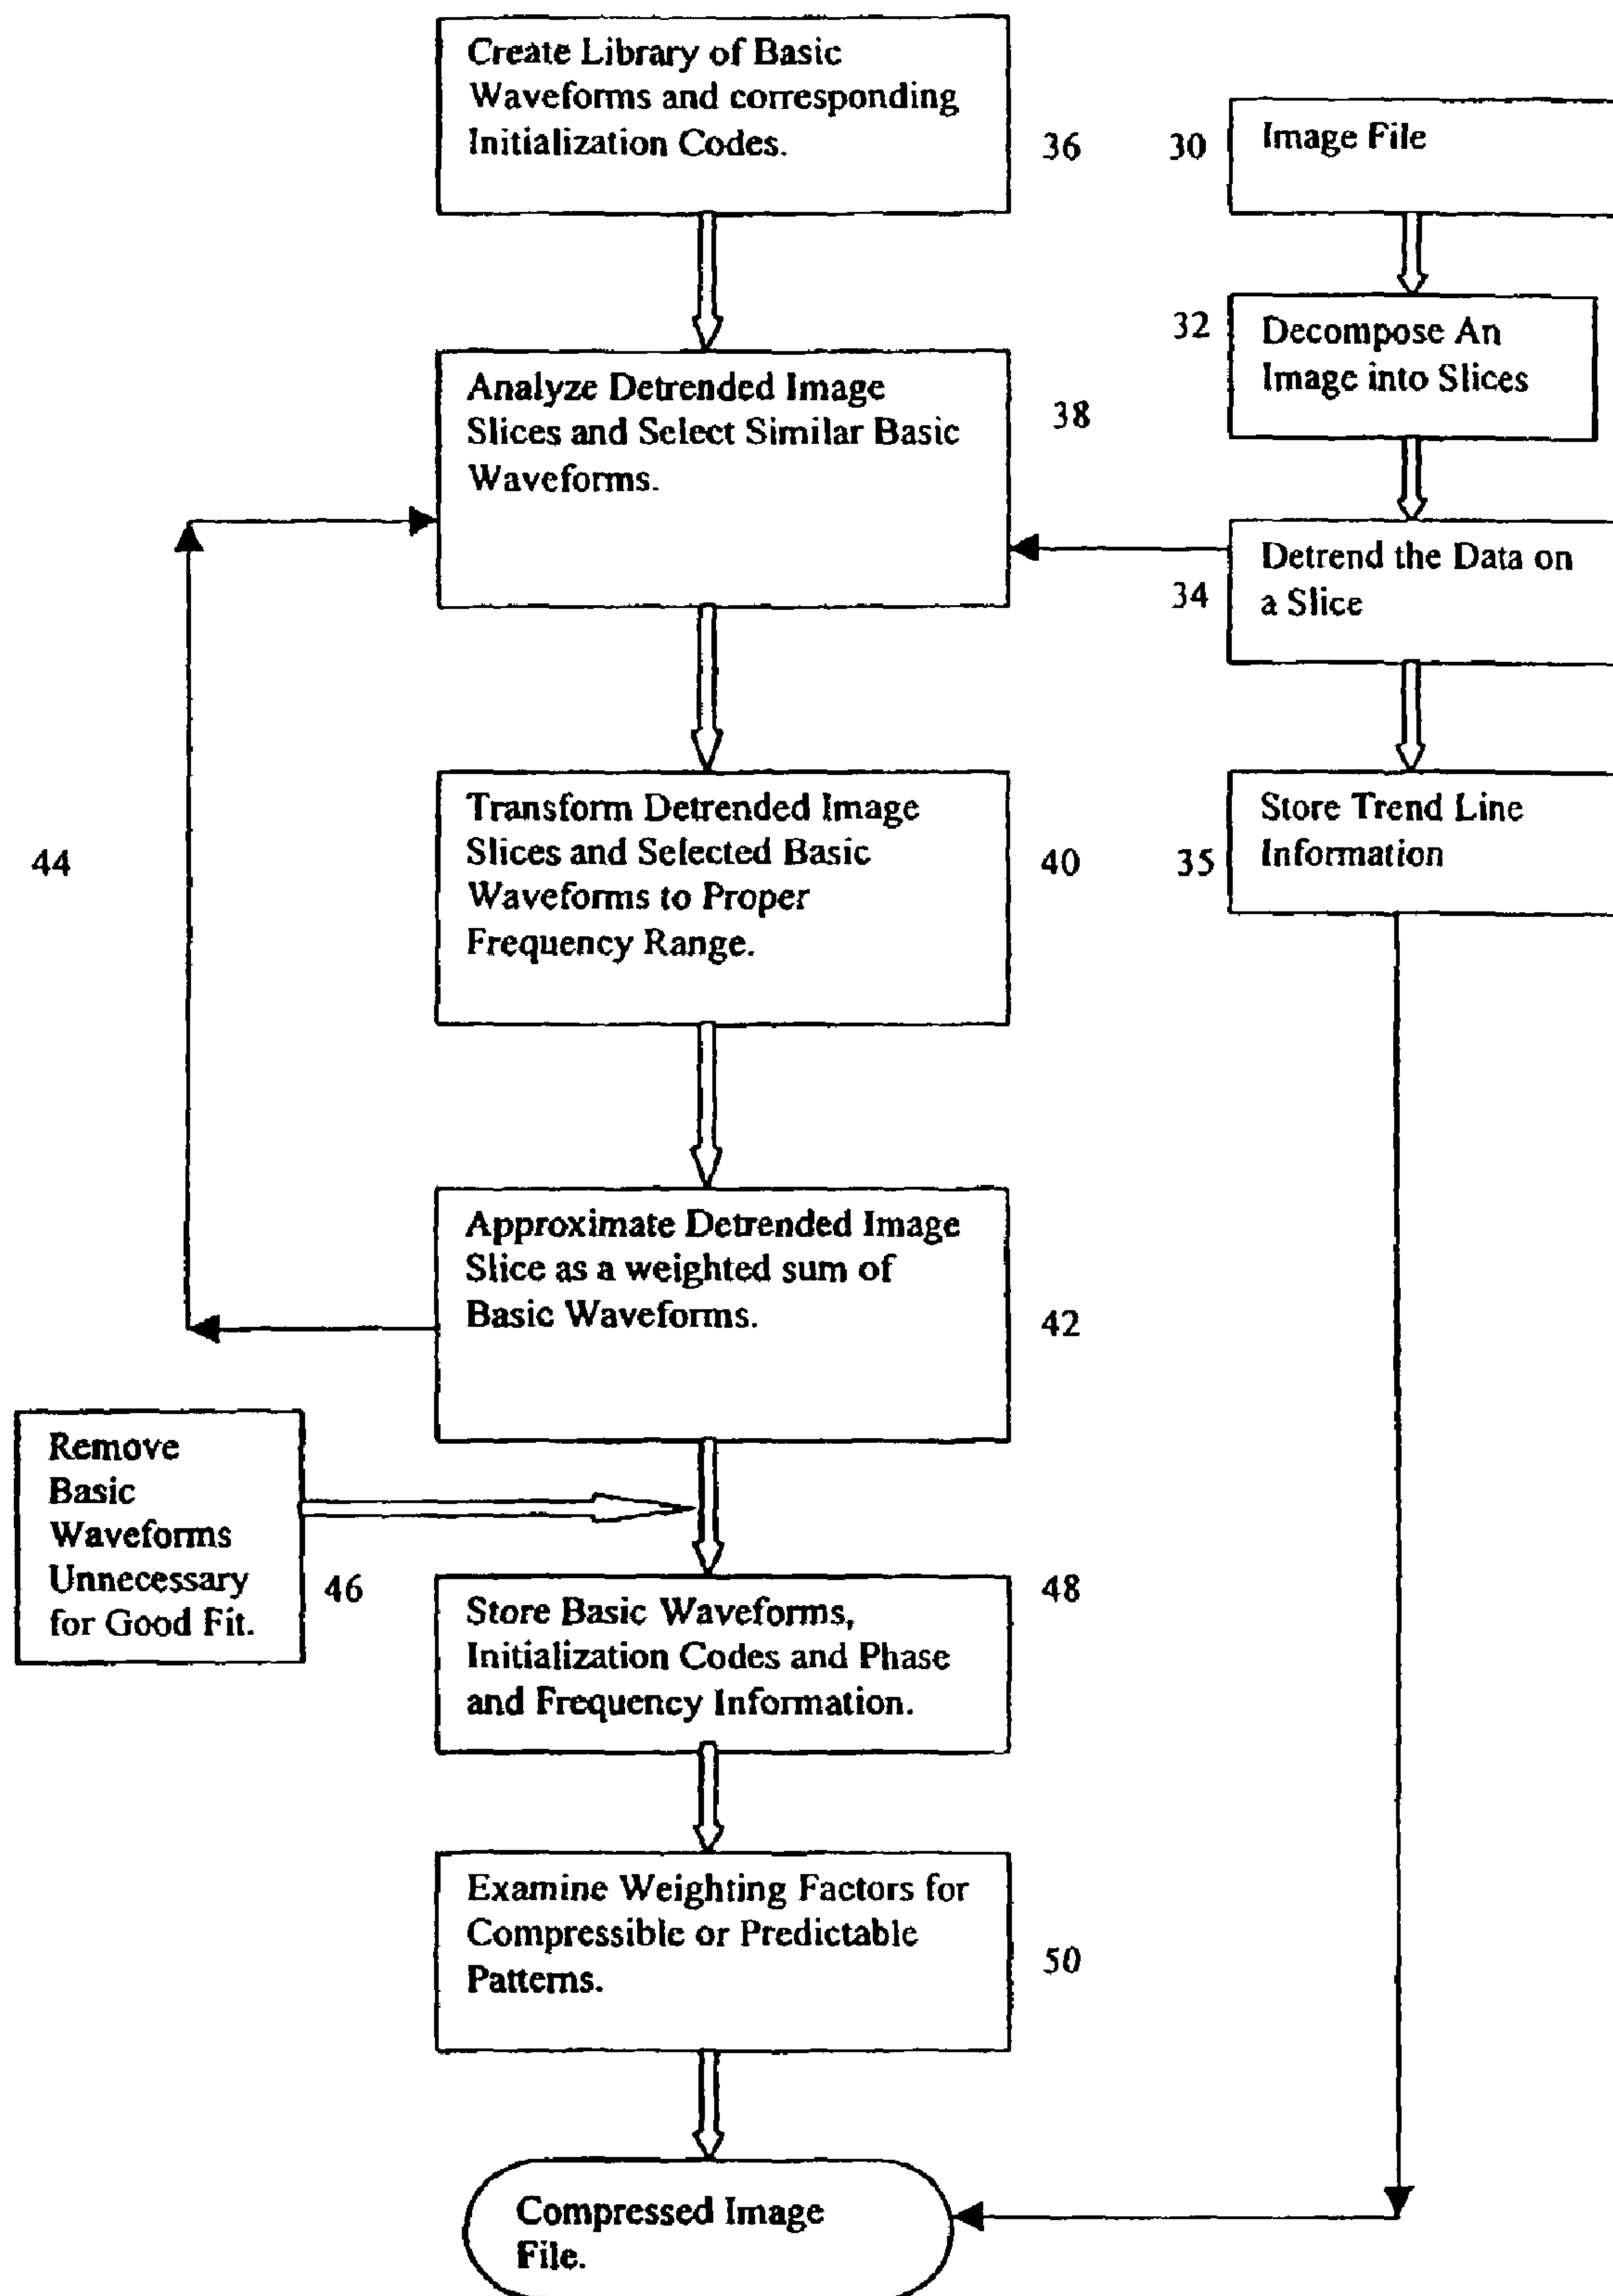 Create Library of Basic
Waveforms and corresponding
Initialization Codes.
36
30
Image File
32
Decompose An
Image into Slices
Analyze Detrended Image
Slices and Select Similar Basic
Waveforms.
38
34
Detrend the Data on
a Slice
44
Transform Detrended Image
Slices and Selected Basic
Waveforms to Proper
Frequency Range.
40
35
Store Trend Line
Information
Approximate Detrended Image
Slice as a weighted sum of
Basic Waveforms.
42
Remove
Basic
Waveforms
Unnecessary
for Good Fit.
46
Store Basic Waveforms,
Initialization Codes and Phase
and Frequency Information.
48
Examine Weighting Factors for
Compressible or Predictable
Patterns.
50
Compressed Image
File.